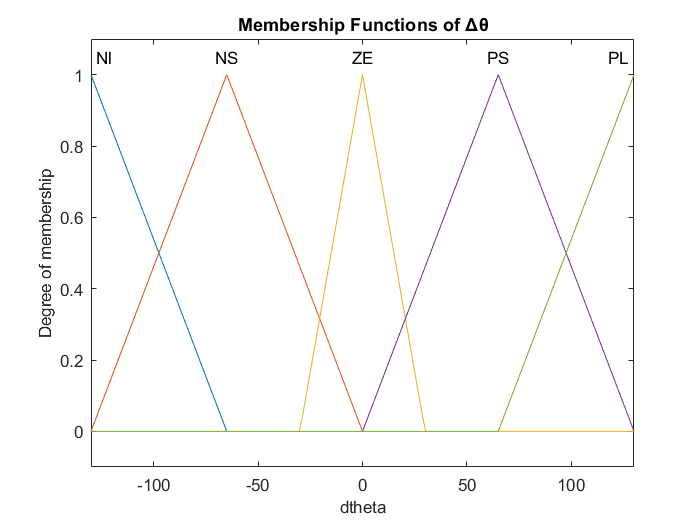 Membership Functions of Δθ
NI NS ZE PS PL
Degree of membership
1
0.8
0.6
0.4
0.2
0
-100 -50 0 50 100
dtheta